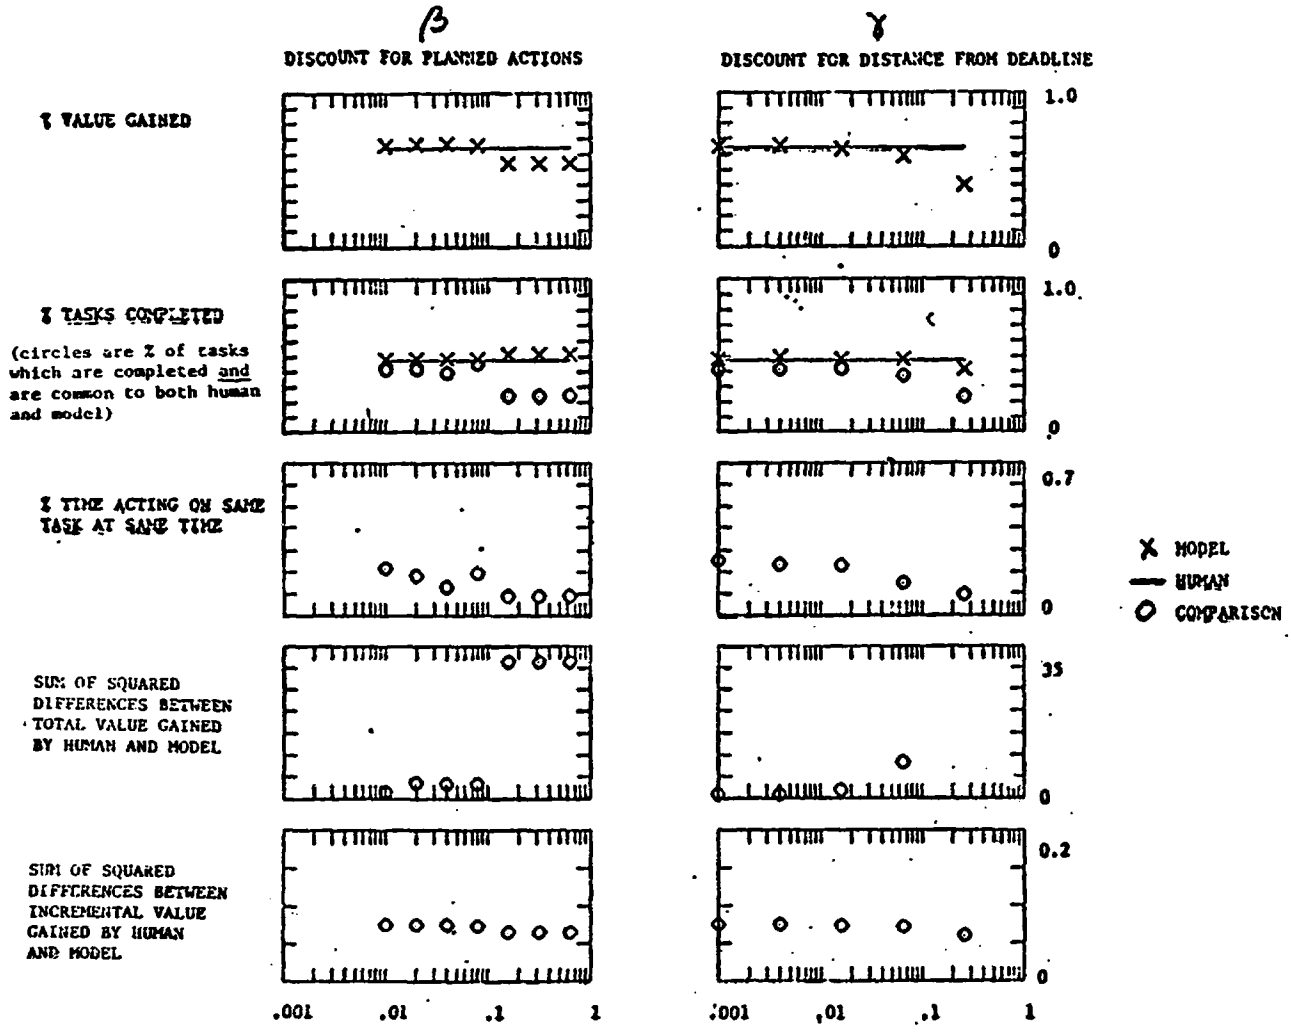 β
γ
DISCOUNT FOR PLANNED ACTIONS
DISCOUNT FOR DISTANCE FROM DEADLINE
% VALUE GAINED
1.0
0
% TASKS COMPLETED
(circles are % of tasks
which are completed and
are common to both human
and model)
1.0
0
% TIME ACTING ON SAME
TASK AT SAME TIME
0.7
0
X MODEL
— HUMAN
O COMPARISON
SUM OF SQUARED
DIFFERENCES BETWEEN
TOTAL VALUE GAINED
BY HUMAN AND MODEL
35
0
SUM OF SQUARED
DIFFERENCES BETWEEN
INCREMENTAL VALUE
GAINED BY HUMAN
AND MODEL
0.2
0
.001 .01 .1 1
.001 .01 .1 1